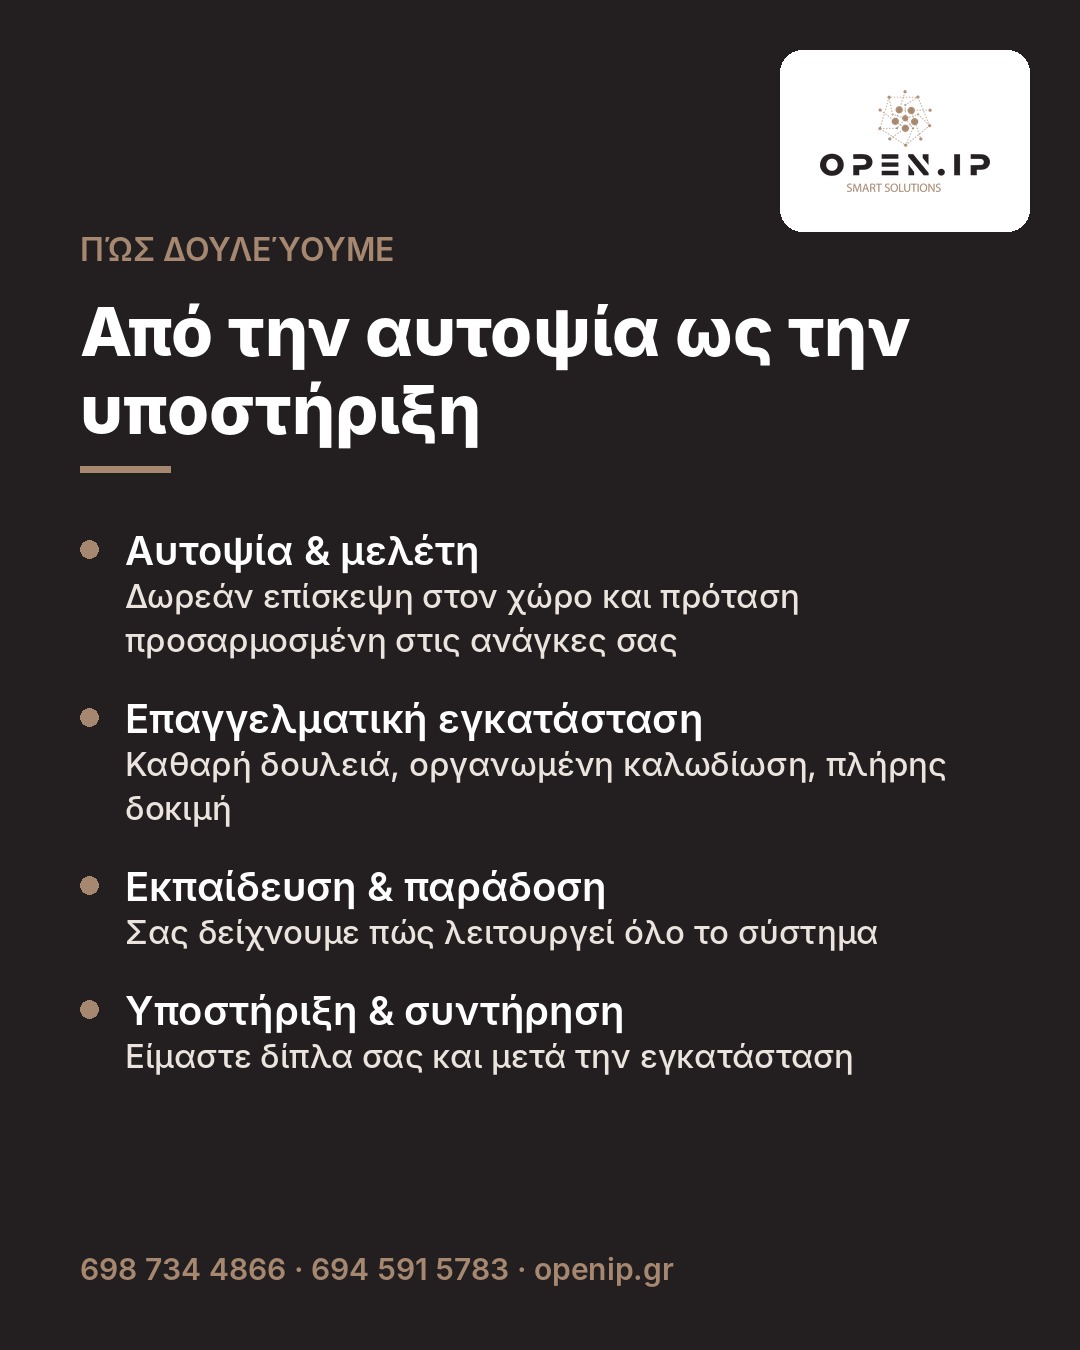 OPEN.IP
SMART SOLUTIONS
ΠΏΣ ΔΟΥΛΕΎΟΥΜΕ
Από την αυτοψία ως την
υποστήριξη
Αυτοψία & μελέτη
Δωρεάν επίσκεψη στον χώρο και πρόταση
προσαρμοσμένη στις ανάγκες σας
Επαγγελματική εγκατάσταση
Καθαρή δουλειά, οργανωμένη καλωδίωση, πλήρης
δοκιμή
Εκπαίδευση & παράδοση
Σας δείχνουμε πώς λειτουργεί όλο το σύστημα
Υποστήριξη & συντήρηση
Είμαστε δίπλα σας και μετά την εγκατάσταση
698 734 4866 · 694 591 5783 · openip.gr